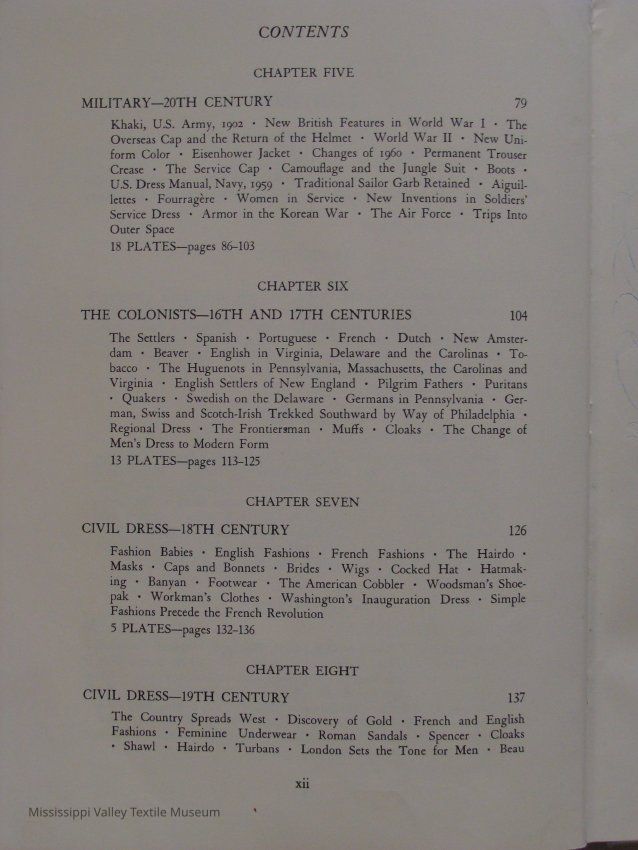 CONTENTS
CHAPTER FIVE
MILITARY—20TH CENTURY 79
Khaki, U.S. Army, 1902 · New British Features in World War I · The
Overseas Cap and the Return of the Helmet · World War II · New Uni-
form Color · Eisenhower Jacket · Changes of 1960 · Permanent Trouser
Crease · The Service Cap · Camouflage and the Jungle Suit · Boots ·
U.S. Dress Manual, Navy, 1959 · Traditional Sailor Garb Retained · Aiguil-
lettes · Fourragère · Women in Service · New Inventions in Soldiers'
Service Dress · Armor in the Korean War · The Air Force · Trips Into
Outer Space
18 PLATES—pages 86–103
CHAPTER SIX
THE COLONISTS—16TH AND 17TH CENTURIES 104
The Settlers · Spanish · Portuguese · French · Dutch · New Amster-
dam · Beaver · English in Virginia, Delaware and the Carolinas · To-
bacco · The Huguenots in Pennsylvania, Massachusetts, the Carolinas and
Virginia · English Settlers of New England · Pilgrim Fathers · Puritans
· Quakers · Swedish on the Delaware · Germans in Pennsylvania · Ger-
man, Swiss and Scotch-Irish Trekked Southward by Way of Philadelphia ·
Regional Dress · The Frontiersman · Muffs · Cloaks · The Change of
Men's Dress to Modern Form
13 PLATES—pages 113–125
CHAPTER SEVEN
CIVIL DRESS—18TH CENTURY 126
Fashion Babies · English Fashions · French Fashions · The Hairdo ·
Masks · Caps and Bonnets · Brides · Wigs · Cocked Hat · Hatmak-
ing · Banyan · Footwear · The American Cobbler · Woodsman's Shoe-
pak · Workman's Clothes · Washington's Inauguration Dress · Simple
Fashions Precede the French Revolution
5 PLATES—pages 132–136
CHAPTER EIGHT
CIVIL DRESS—19TH CENTURY 137
The Country Spreads West · Discovery of Gold · French and English
Fashions · Feminine Underwear · Roman Sandals · Spencer · Cloaks
· Shawl · Hairdo · Turbans · London Sets the Tone for Men · Beau
xii
Mississippi Valley Textile Museum